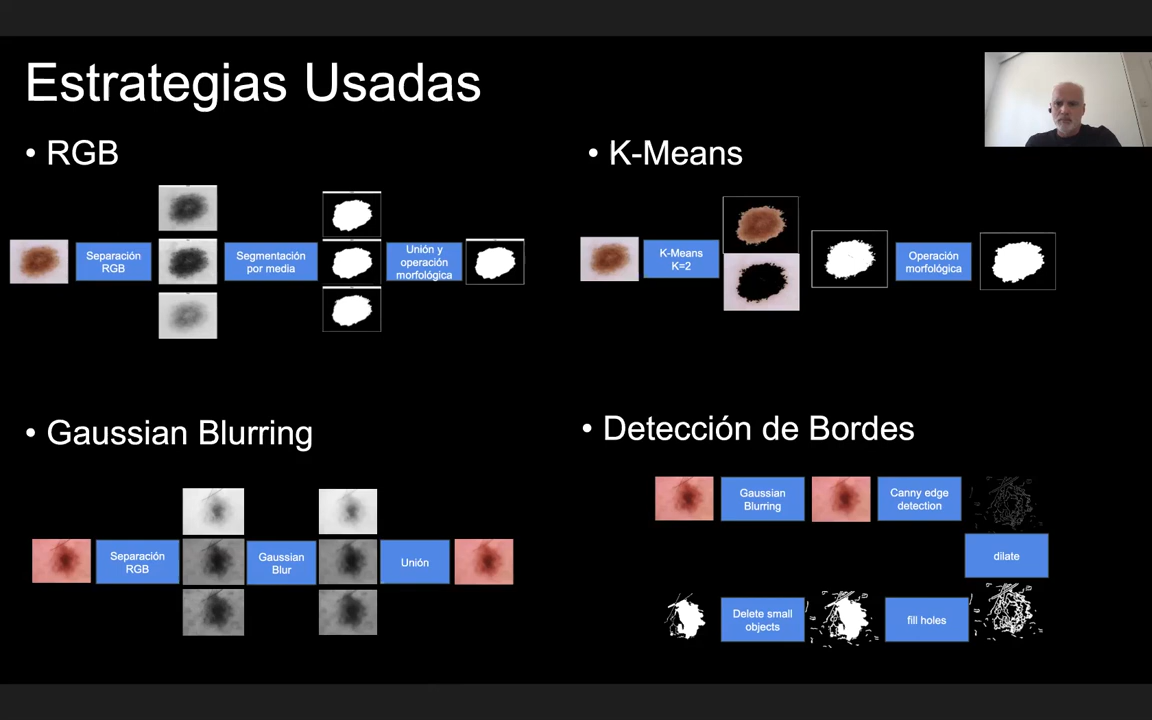 Estrategias Usadas
• RGB
Separación
RGB
Segmentación
por media
Unión y
operación
morfológica
• K-Means
K-Means
K=2
Operación
morfológica
• Gaussian Blurring
Separación
RGB
Gaussian
Blur
Unión
• Detección de Bordes
Gaussian
Blurring
Canny edge
detection
dilate
Delete small
objects
fill holes